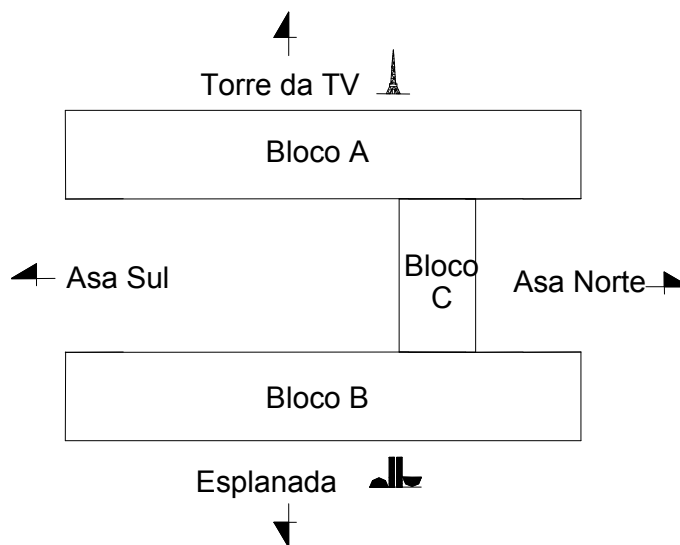 Torre da TV
Bloco A
Asa Sul
Bloco
C
Asa Norte
Bloco B
Esplanada